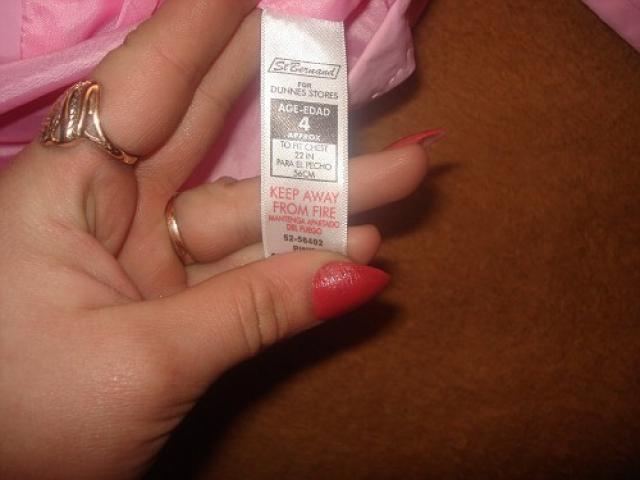 St Bernard
FOR
DUNNES STORES
AGE-EDAD
4
APPROX
TO FIT CHEST
22 IN
PARA EL PECHO
56CM
KEEP AWAY
FROM FIRE
MANTENGA APARTADO
DEL FUEGO
52-56402